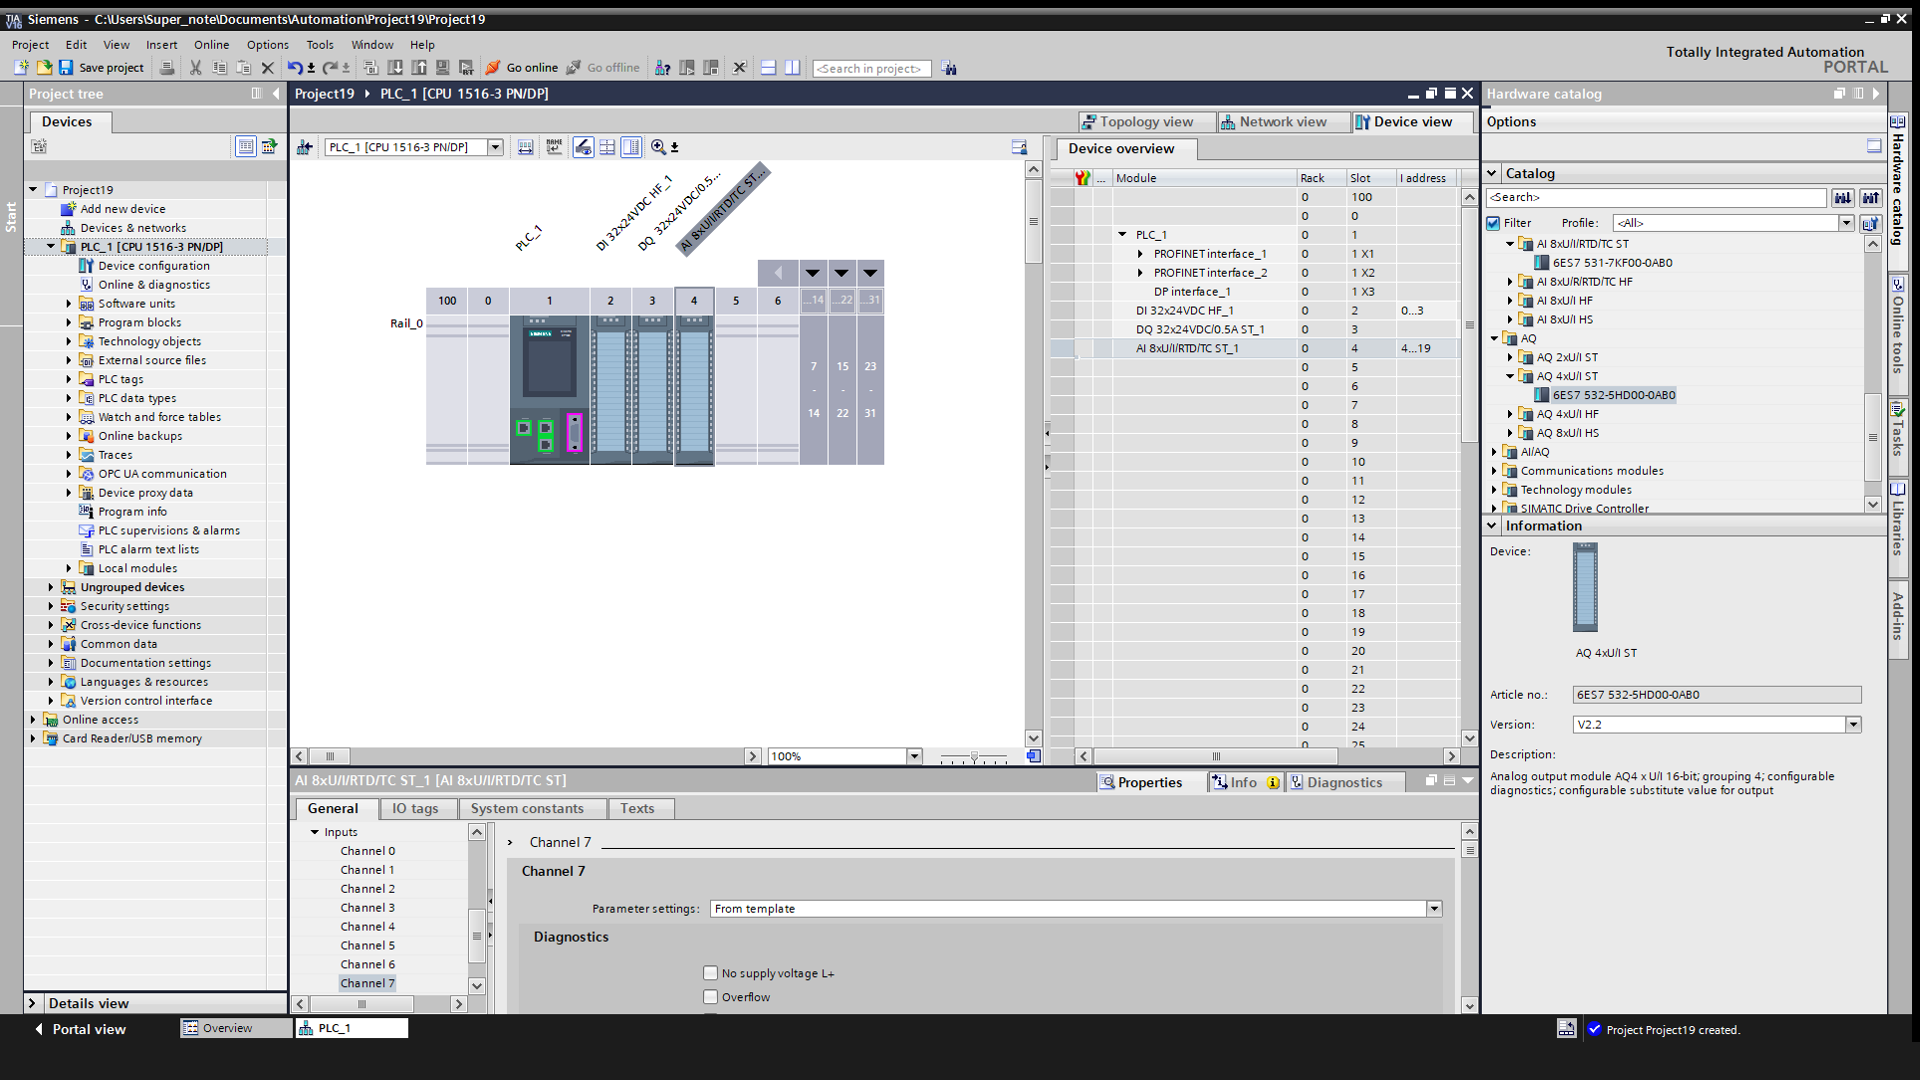 Siemens - C:\Users\Super_note\Documents\Automation\Project19\Project19
Project Edit View Insert Online Options Tools Window Help
Totally Integrated Automation
PORTAL
Save project
Go online
Go offline
<Search in project>
Project tree
Devices
Start
Project19
Add new device
Devices & networks
PLC_1 [CPU 1516-3 PN/DP]
Device configuration
Online & diagnostics
Software units
Program blocks
Technology objects
External source files
PLC tags
PLC data types
Watch and force tables
Online backups
Traces
OPC UA communication
Device proxy data
Program info
PLC supervisions & alarms
PLC alarm text lists
Local modules
Ungrouped devices
Security settings
Cross-device functions
Common data
Documentation settings
Languages & resources
Version control interface
Online access
Card Reader/USB memory
Details view
Project19 PLC_1 [CPU 1516-3 PN/DP]
Topology view
Network view
Device view
PLC_1 [CPU 1516-3 PN/DP]
PLC_1
DI 32x24VDC HF_1
DQ 32x24VDC/0.5...
AI 8xU/I/RTD/TC ST...
100 0 1 2 3 4 5 6 ...14 ...22 ...31
Rail_0
7 15 23
- - -
14 22 31
100%
Device overview
... Module Rack Slot I address
0 100
0 0
PLC_1 0 1
PROFINET interface_1 0 1 X1
PROFINET interface_2 0 1 X2
DP interface_1 0 1 X3
DI 32x24VDC HF_1 0 2 0...3
DQ 32x24VDC/0.5A ST_1 0 3
AI 8xU/I/RTD/TC ST_1 0 4 4...19
0 5
0 6
0 7
0 8
0 9
0 10
0 11
0 12
0 13
0 14
0 15
0 16
0 17
0 18
0 19
0 20
0 21
0 22
0 23
0 24
0 25
AI 8xU/I/RTD/TC ST_1 [AI 8xU/I/RTD/TC ST]
Properties
Info
Diagnostics
General
IO tags
System constants
Texts
Inputs
Channel 0
Channel 1
Channel 2
Channel 3
Channel 4
Channel 5
Channel 6
Channel 7
Channel 7
Channel 7
Parameter settings: From template
Diagnostics
No supply voltage L+
Overflow
Hardware catalog
Options
Catalog
<Search>
Filter
Profile: <All>
AI 8xU/I/RTD/TC ST
6ES7 531-7KF00-0AB0
AI 8xU/R/RTD/TC HF
AI 8xU/I HF
AI 8xU/I HS
AQ
AQ 2xU/I ST
AQ 4xU/I ST
6ES7 532-5HD00-0AB0
AQ 4xU/I HF
AQ 8xU/I HS
AI/AQ
Communications modules
Technology modules
SIMATIC Drive Controller
Information
Device:
AQ 4xU/I ST
Article no.: 6ES7 532-5HD00-0AB0
Version: V2.2
Description:
Analog output module AQ4 x U/I 16-bit; grouping 4; configurable
diagnostics; configurable substitute value for output
Hardware catalog
Online tools
Tasks
Libraries
Add-ins
Portal view
Overview
PLC_1
Project Project19 created.